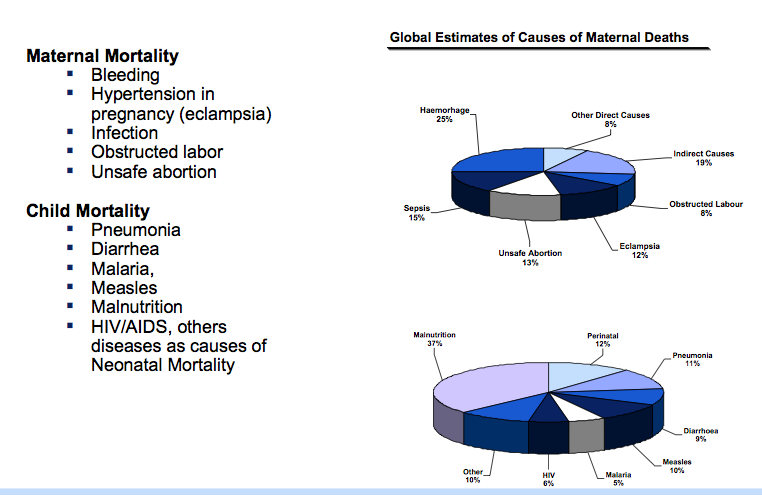 Maternal Mortality
▪ Bleeding
▪ Hypertension in
pregnancy (eclampsia)
▪ Infection
▪ Obstructed labor
▪ Unsafe abortion
Child Mortality
▪ Pneumonia
▪ Diarrhea
▪ Malaria,
▪ Measles
▪ Malnutrition
▪ HIV/AIDS, others
diseases as causes of
Neonatal Mortality
Global Estimates of Causes of Maternal Deaths
Haemorhage
25%
Other Direct Causes
8%
Indirect Causes
19%
Obstructed Labour
8%
Eclampsia
12%
Unsafe Abortion
13%
Sepsis
15%
Malnutrition
37%
Perinatal
12%
Pneumonia
11%
Diarrhoea
9%
Measles
10%
Malaria
5%
HIV
6%
Other
10%